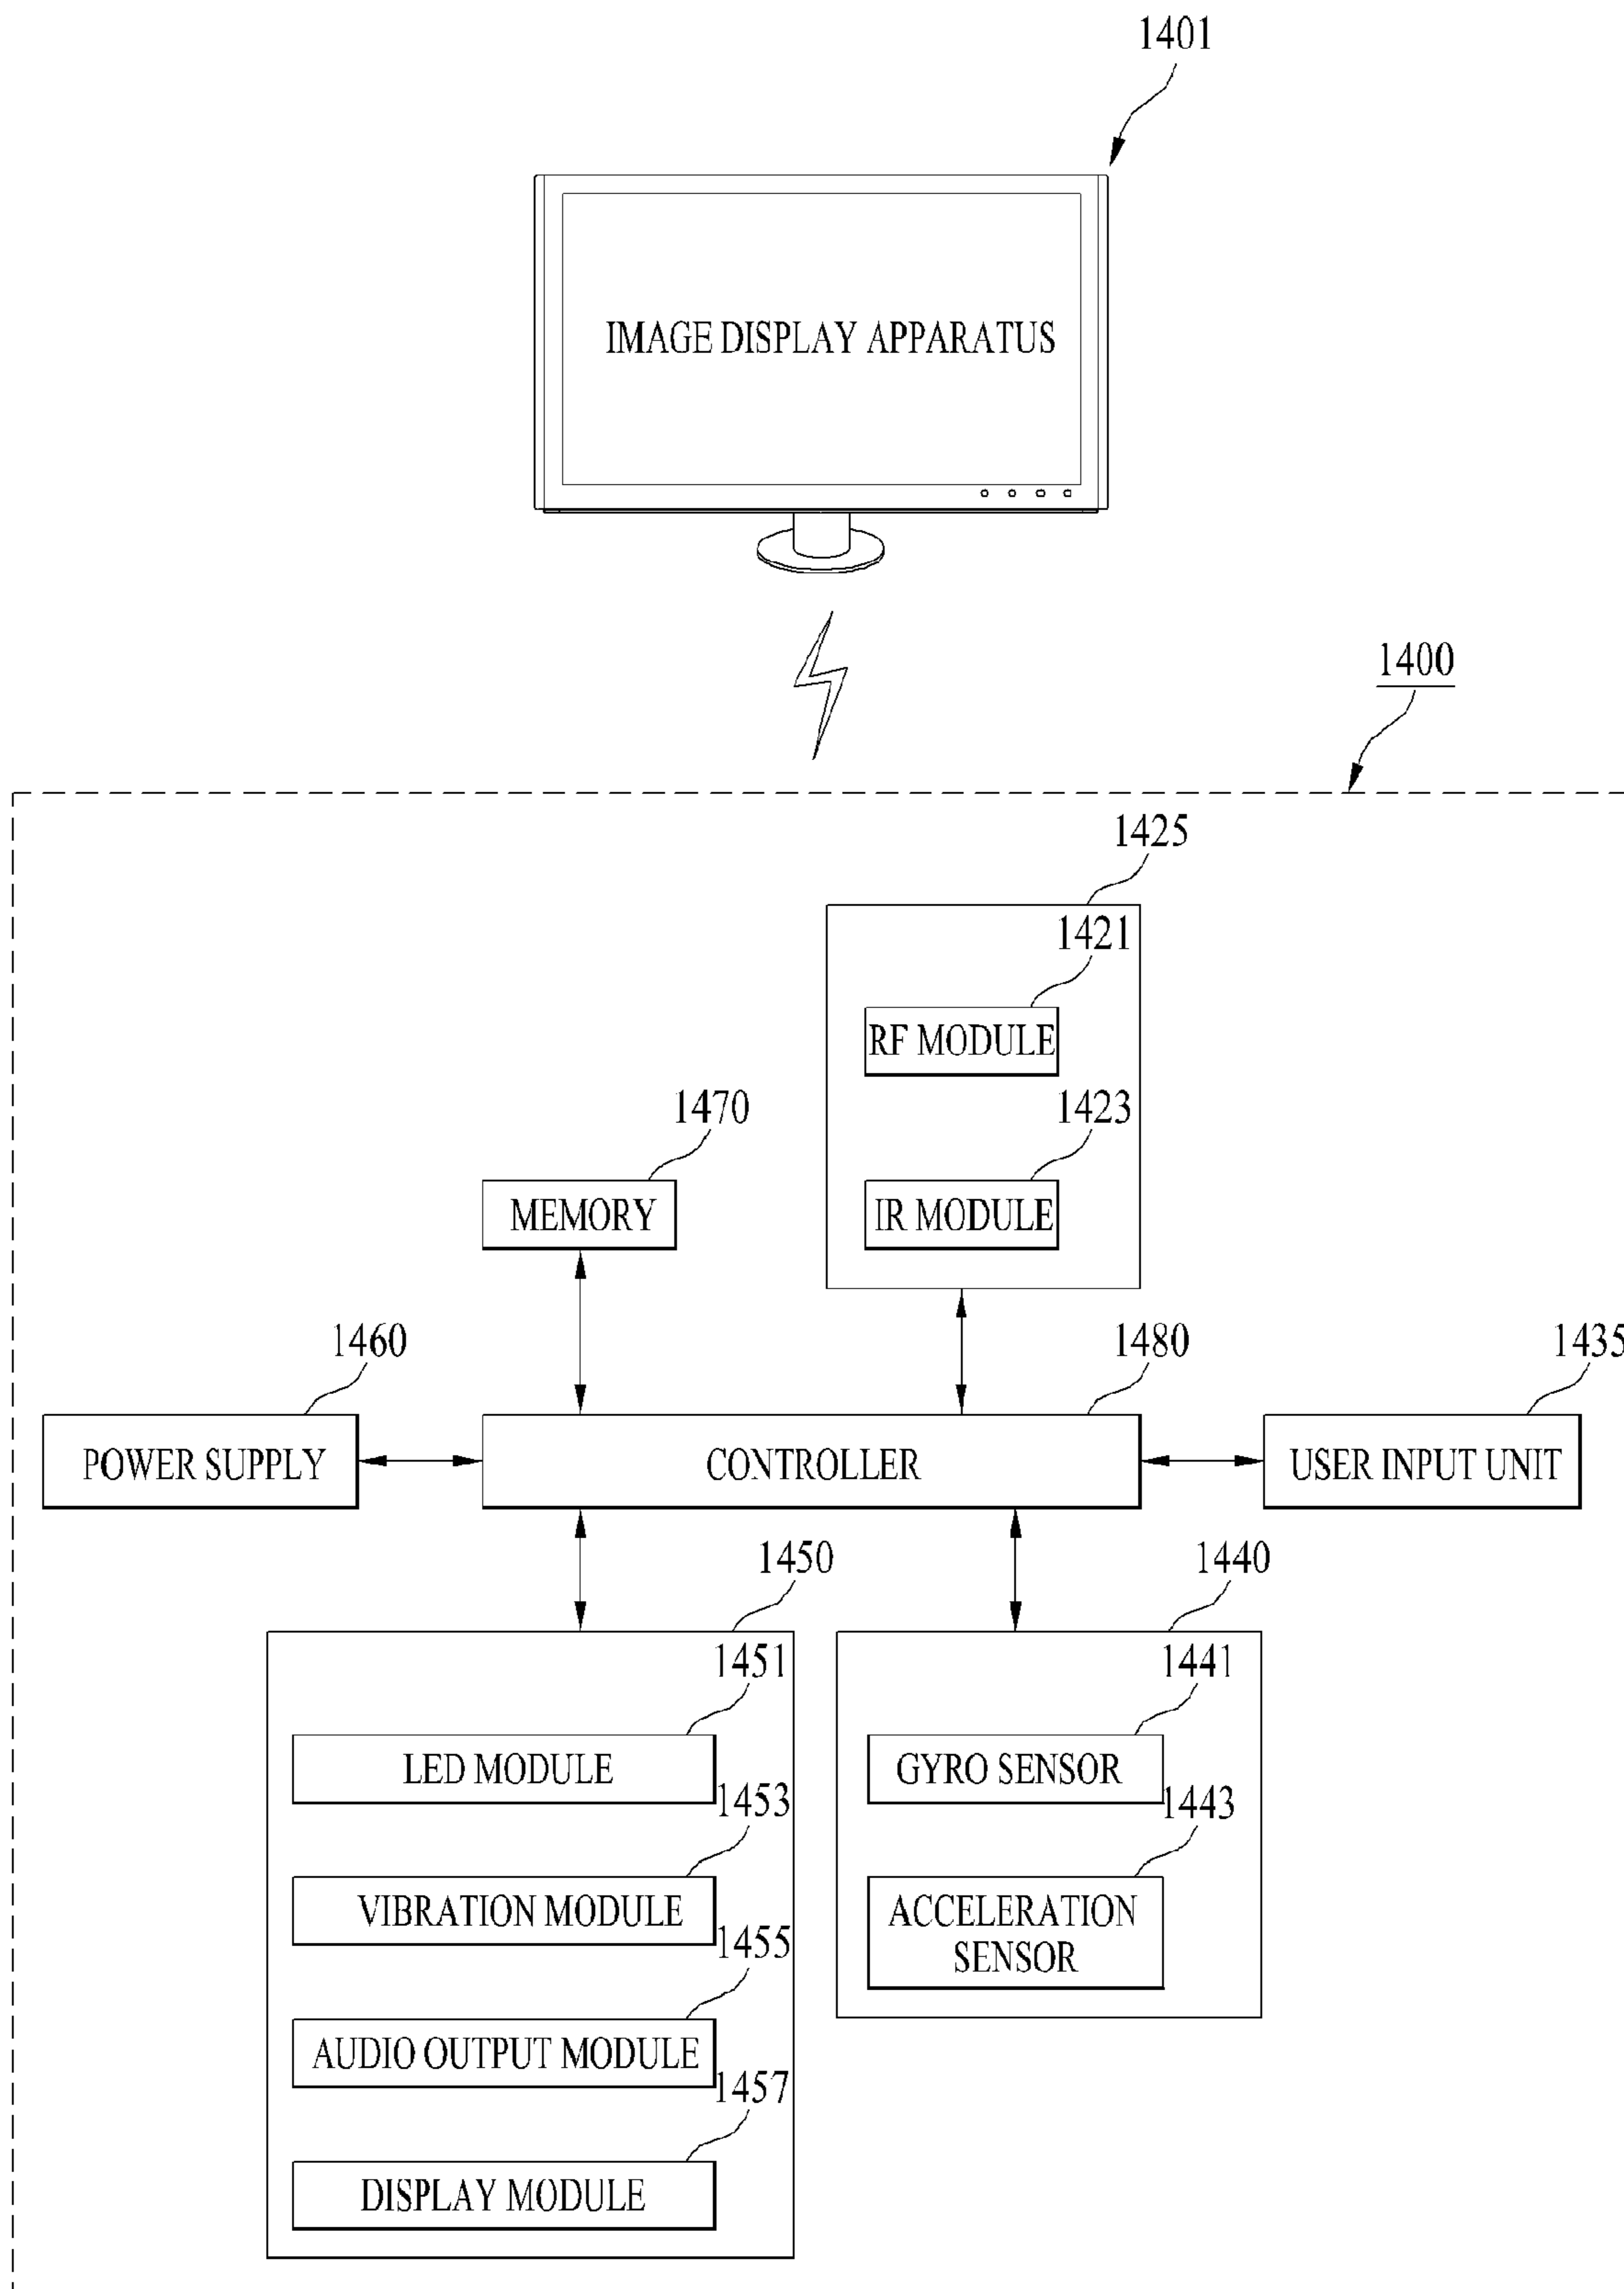 1401
IMAGE DISPLAY APPARATUS
1400
1425
1421
RF MODULE
1470
1423
MEMORY
IR MODULE
1460
1480
1435
POWER SUPPLY
CONTROLLER
USER INPUT UNIT
1450
1440
1451
1441
LED MODULE
GYRO SENSOR
1453
1443
VIBRATION MODULE
ACCELERATION
SENSOR
1455
AUDIO OUTPUT MODULE
1457
DISPLAY MODULE